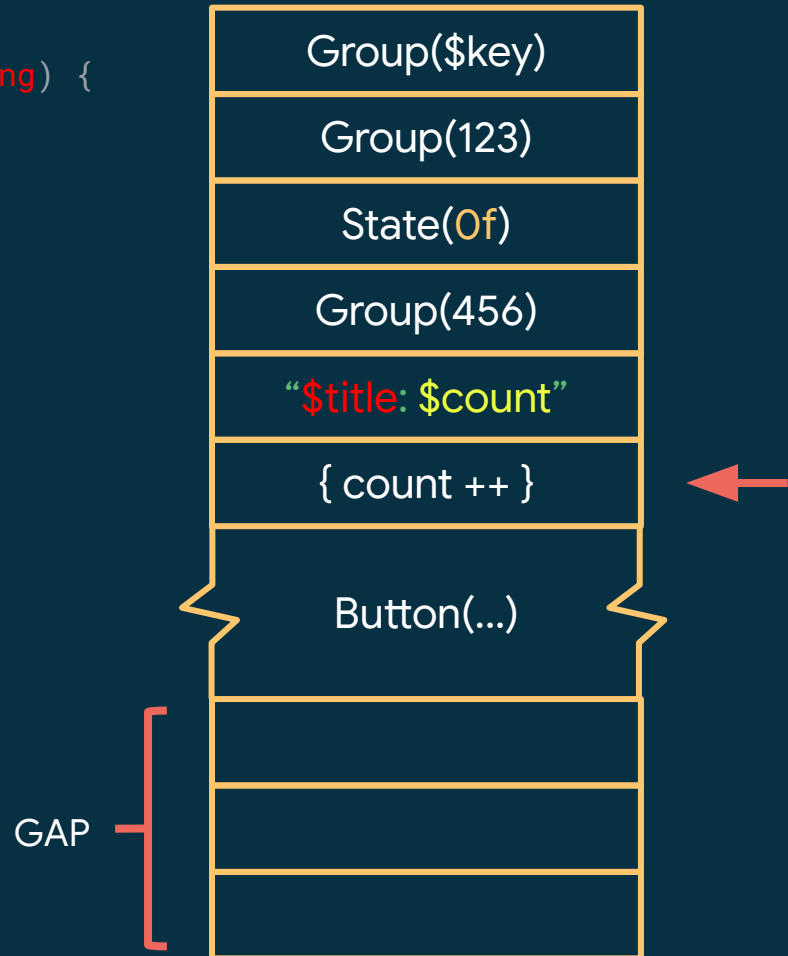 Group($key)
ng) {
Group(123)
State(0f)
Group(456)
“$title: $count”
{ count ++ }
Button(...)
GAP